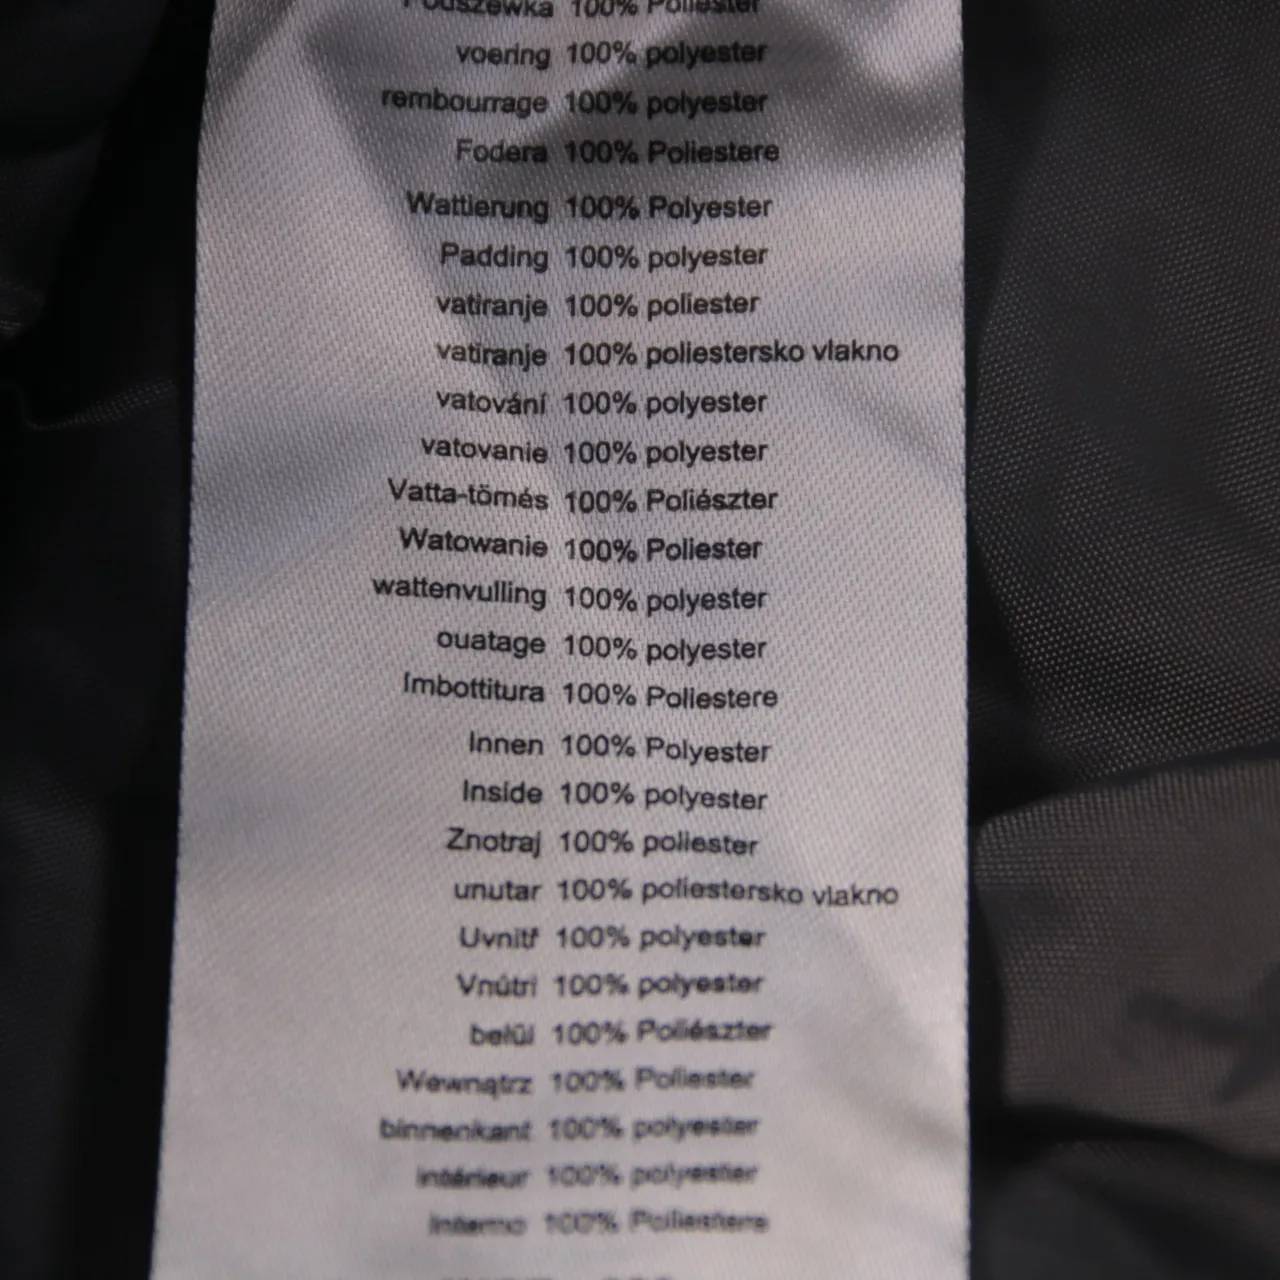 Podszewka 100% Poliester
voering 100% polyester
rembourrage 100% polyester
Fodera 100% Poliestere
Wattierung 100% Polyester
Padding 100% polyester
vatiranje 100% poliester
vatiranje 100% poliestersko vlakno
vatování 100% polyester
vatovanie 100% polyester
Vatta-tömés 100% Poliészter
Watowanie 100% Poliester
wattenvulling 100% polyester
ouatage 100% polyester
Imbottitura 100% Poliestere
Innen 100% Polyester
Inside 100% polyester
Znotraj 100% poliester
unutar 100% poliestersko vlakno
Uvnitř 100% polyester
Vnútri 100% polyester
belül 100% Poliészter
Wewnątrz 100% Poliester
binnenkant 100% polyester
intérieur 100% polyester
Interno 100% Poliestere